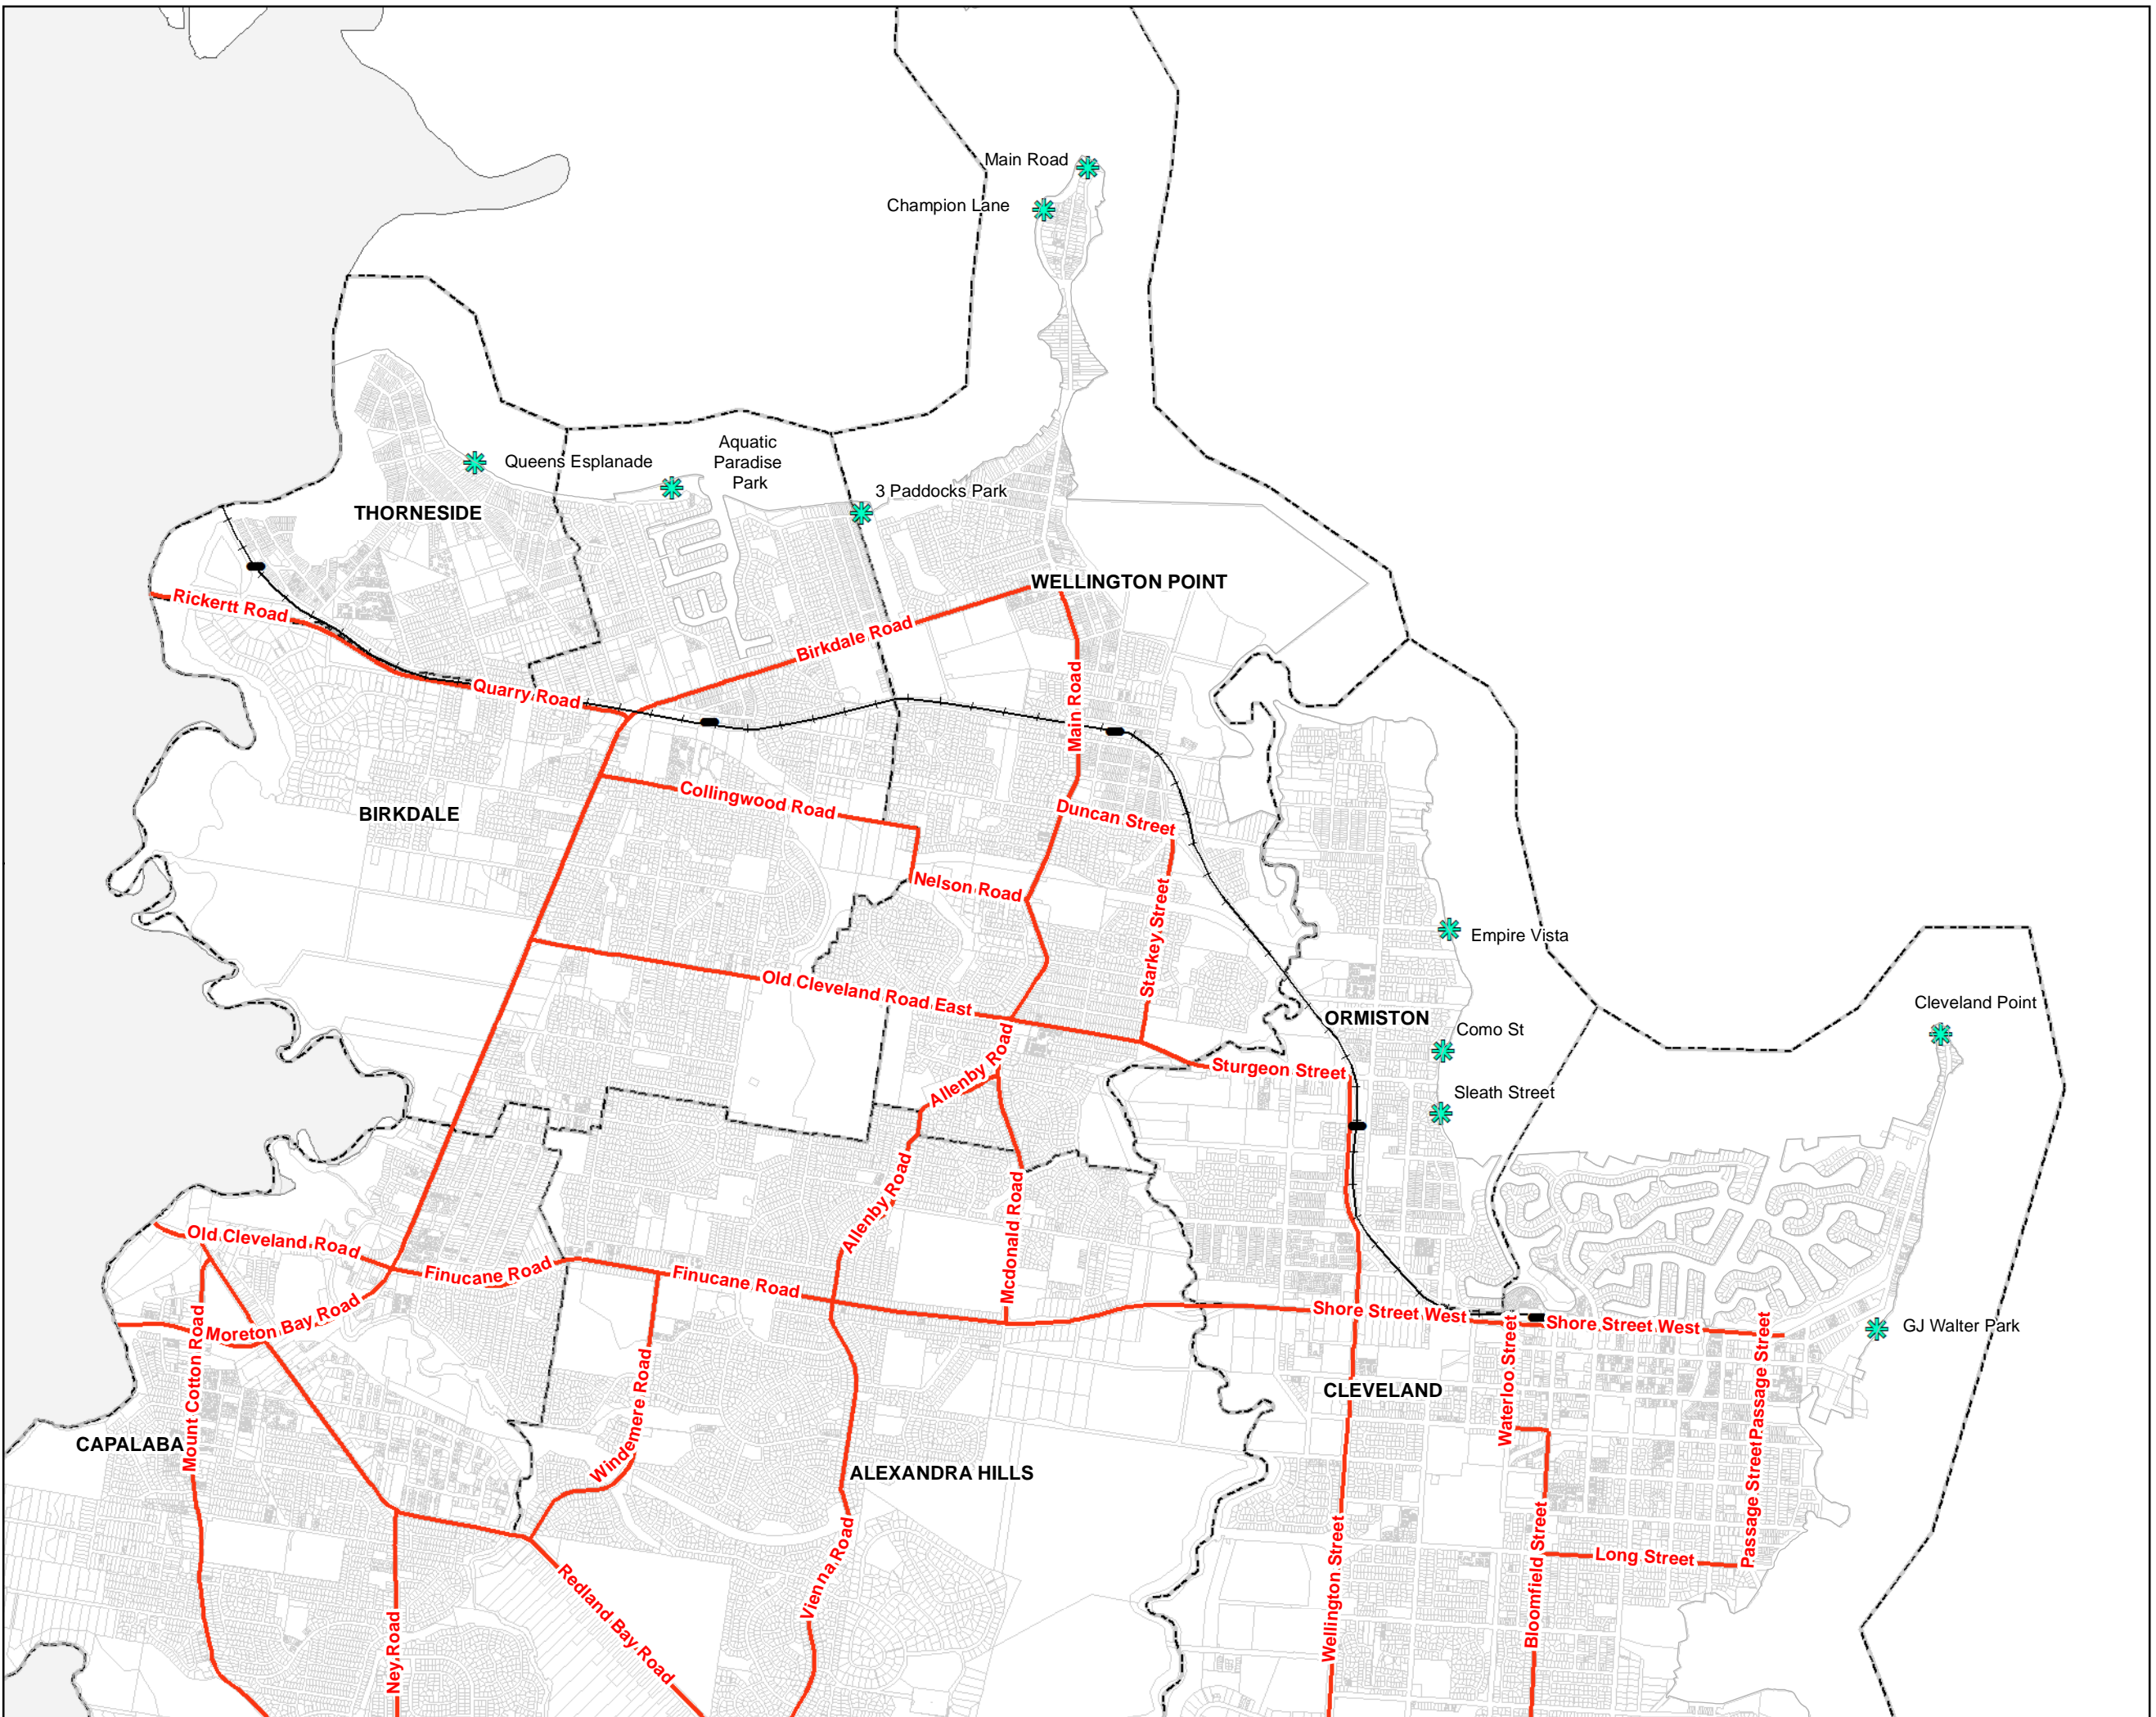 Main Road
Champion Lane
Aquatic
Paradise
Park
Queens Esplanade
3 Paddocks Park
THORNESIDE
WELLINGTON POINT
Rickertt Road
Birkdale Road
Quarry Road
Main Road
Collingwood Road
Duncan Street
BIRKDALE
Nelson Road
Starkey Street
Empire Vista
Old Cleveland Road East
Cleveland Point
ORMISTON
Como St
Allenby Road
Sturgeon Street
Sleath Street
Allenby Road
Mcdonald Road
Old Cleveland Road
Finucane Road
Finucane Road
Shore Street West
Shore Street West
GJ Walter Park
Moreton Bay Road
Mount Cotton Road
Windemere Road
Waterloo Street
Passage Street
CLEVELAND
CAPALABA
ALEXANDRA HILLS
Passage Street
Vienna Road
Wellington Street
Bloomfield Street
Long Street
Redland Bay Road
Ney Road